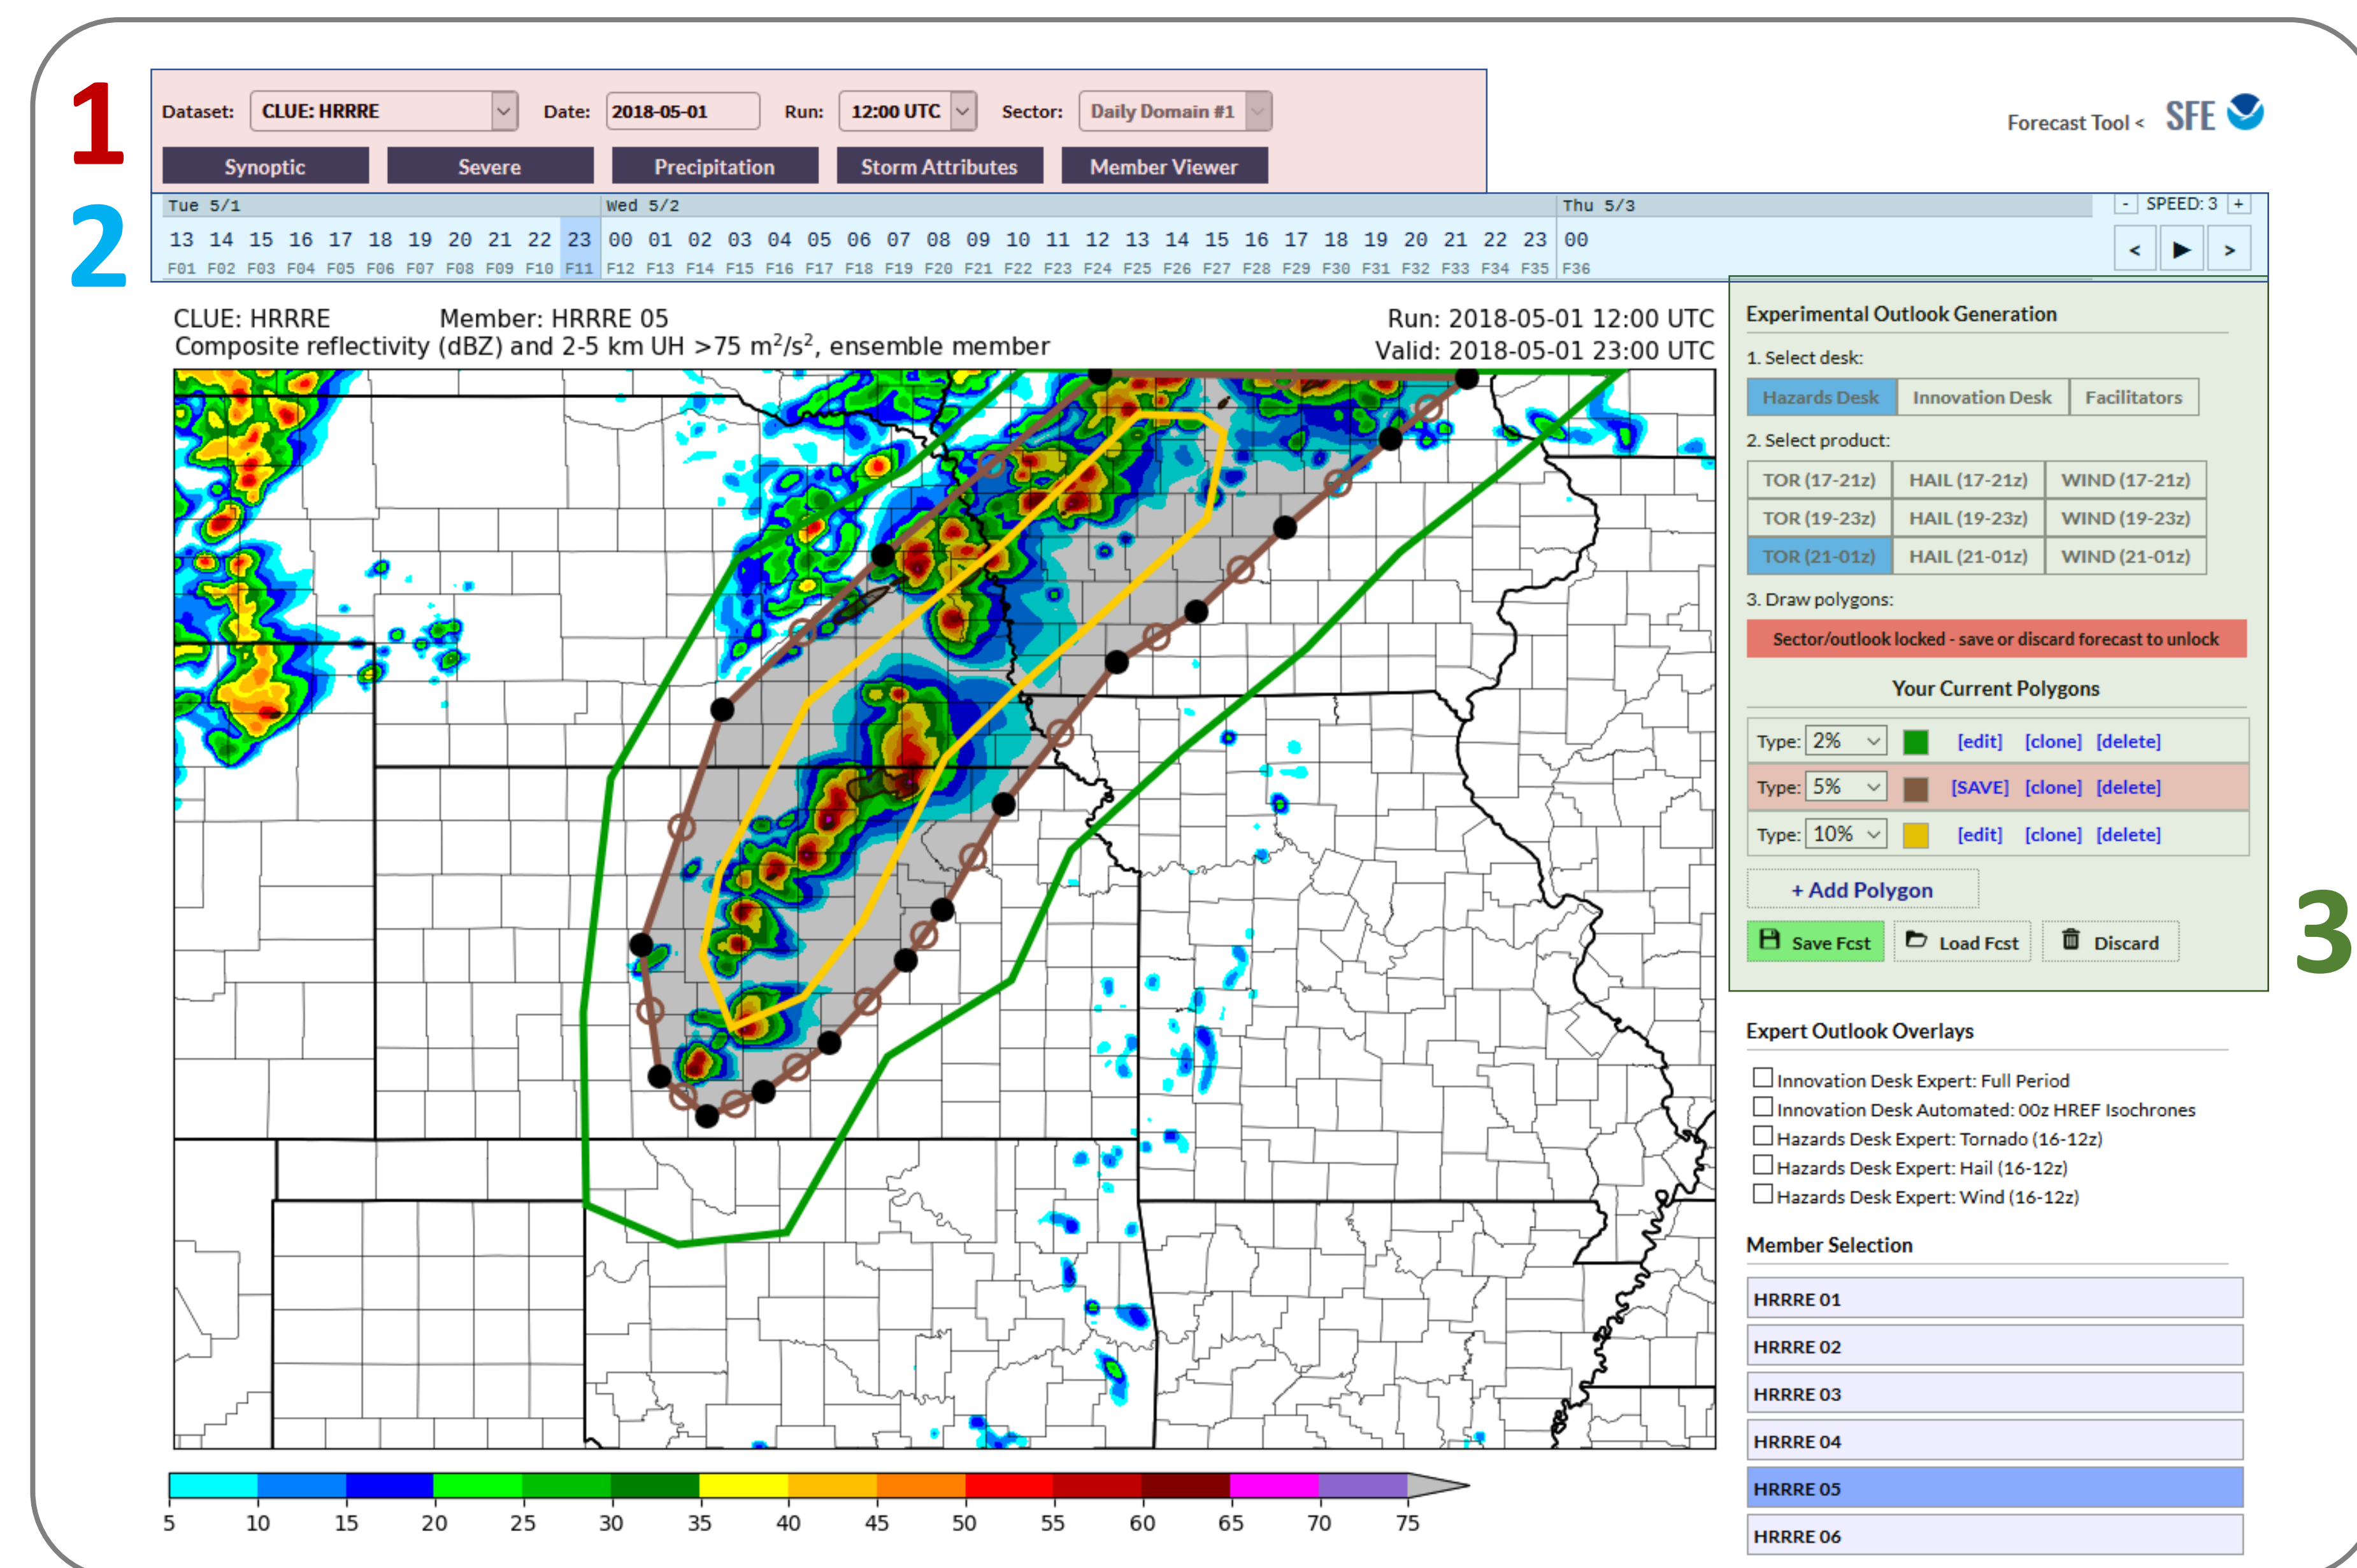 1
Dataset: CLUE: HRRRE Date: 2018-05-01 Run: 12:00 UTC Sector: Daily Domain #1
Forecast Tool < SFE
Synoptic Severe Precipitation Storm Attributes Member Viewer
2
Tue 5/1 Wed 5/2 Thu 5/3 - SPEED: 3 +
13 14 15 16 17 18 19 20 21 22 23 00 01 02 03 04 05 06 07 08 09 10 11 12 13 14 15 16 17 18 19 20 21 22 23 00 < ▶ >
F01 F02 F03 F04 F05 F06 F07 F08 F09 F10 F11 F12 F13 F14 F15 F16 F17 F18 F19 F20 F21 F22 F23 F24 F25 F26 F27 F28 F29 F30 F31 F32 F33 F34 F35 F36
CLUE: HRRRE Member: HRRRE 05 Run: 2018-05-01 12:00 UTC
Composite reflectivity (dBZ) and 2-5 km UH >75 m²/s², ensemble member Valid: 2018-05-01 23:00 UTC
5 10 15 20 25 30 35 40 45 50 55 60 65 70 75
Experimental Outlook Generation
1. Select desk:
Hazards Desk Innovation Desk Facilitators
2. Select product:
TOR (17-21z) HAIL (17-21z) WIND (17-21z)
TOR (19-23z) HAIL (19-23z) WIND (19-23z)
TOR (21-01z) HAIL (21-01z) WIND (21-01z)
3. Draw polygons:
Sector/outlook locked - save or discard forecast to unlock
Your Current Polygons
Type: 2% [edit] [clone] [delete]
Type: 5% [SAVE] [clone] [delete]
Type: 10% [edit] [clone] [delete]
+ Add Polygon
Save Fcst Load Fcst Discard
3
Expert Outlook Overlays
Innovation Desk Expert: Full Period
Innovation Desk Automated: 00z HREF Isochrones
Hazards Desk Expert: Tornado (16-12z)
Hazards Desk Expert: Hail (16-12z)
Hazards Desk Expert: Wind (16-12z)
Member Selection
HRRRE 01
HRRRE 02
HRRRE 03
HRRRE 04
HRRRE 05
HRRRE 06